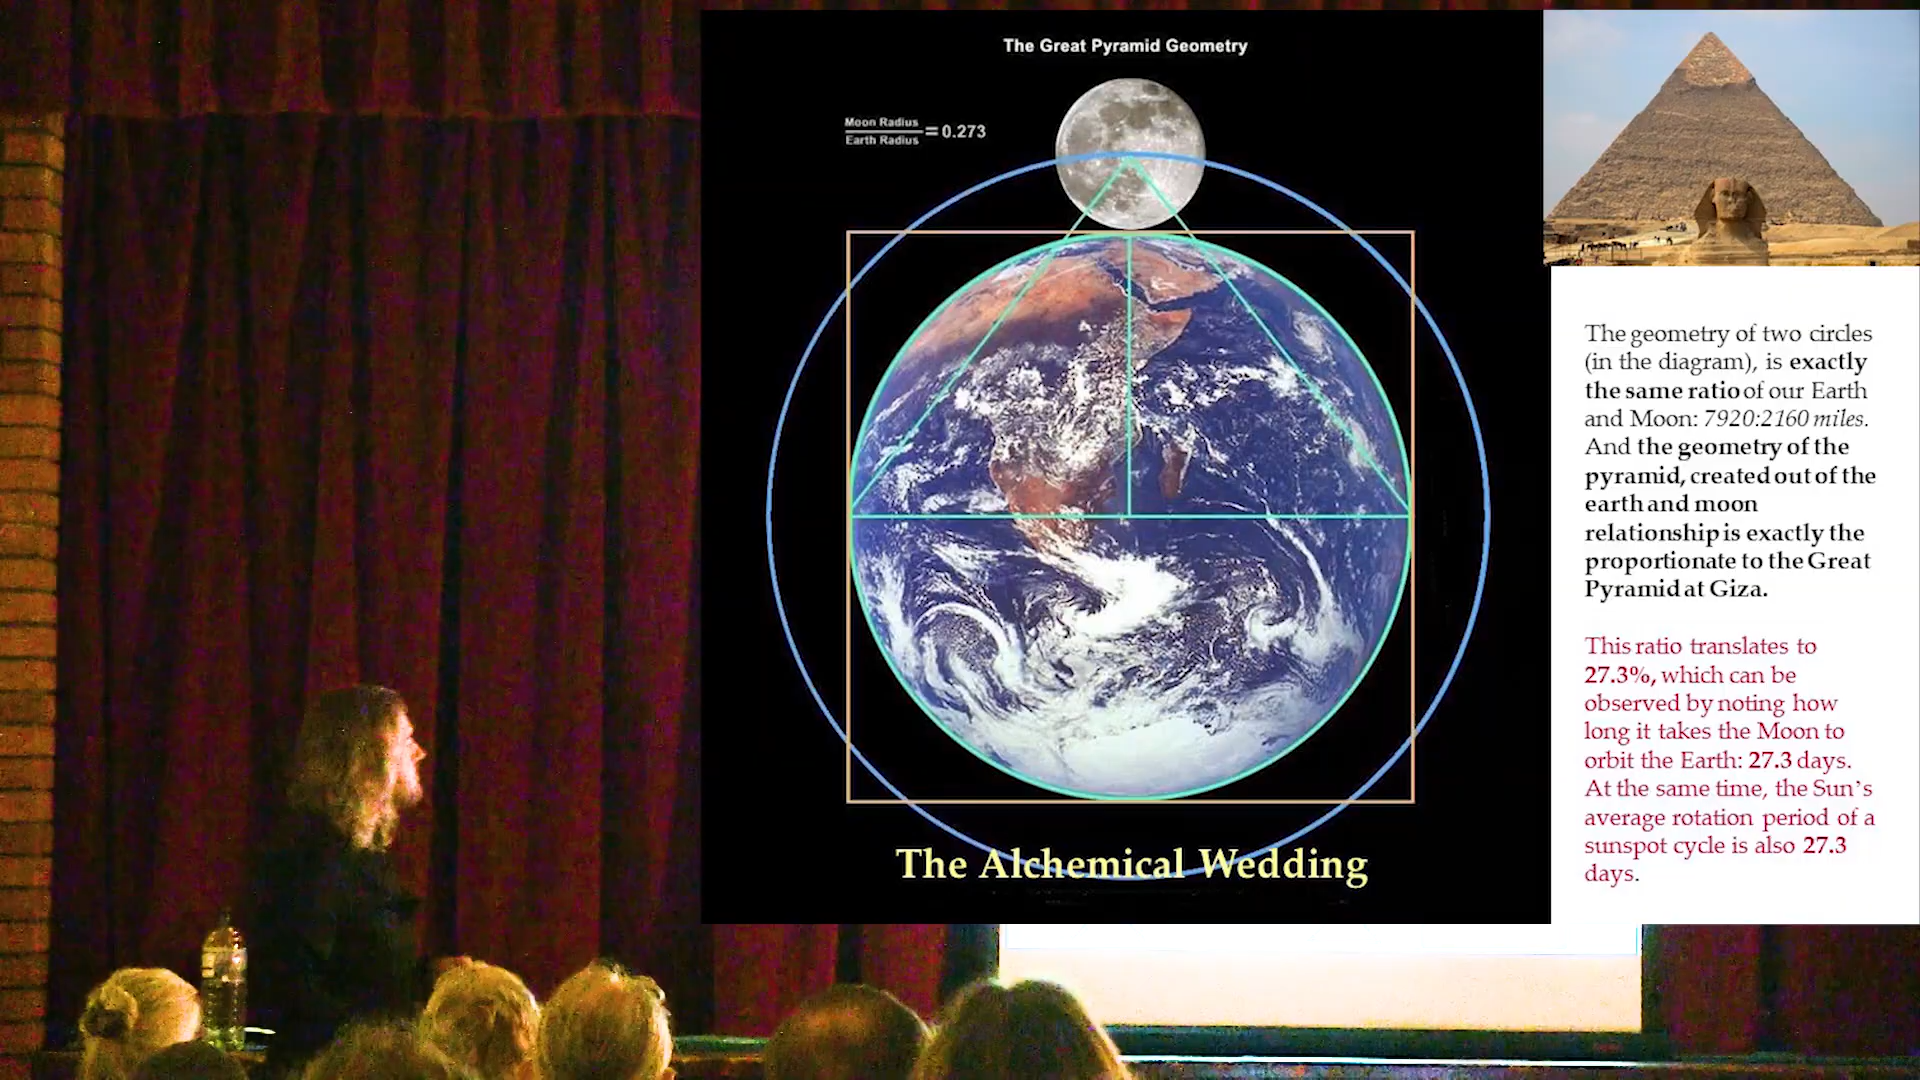 The Great Pyramid Geometry
Moon Radius
Earth Radius
=0.273
The Alchemical Wedding
The geometry of two circles
(in the diagram), is exactly
the same ratio of our Earth
and Moon: 7920:2160 miles.
And the geometry of the
pyramid, created out of the
earth and moon
relationship is exactly the
proportionate to the Great
Pyramid at Giza.
This ratio translates to
27.3%, which can be
observed by noting how
long it takes the Moon to
orbit the Earth: 27.3 days.
At the same time, the Sun's
average rotation period of a
sunspot cycle is also 27.3
days.